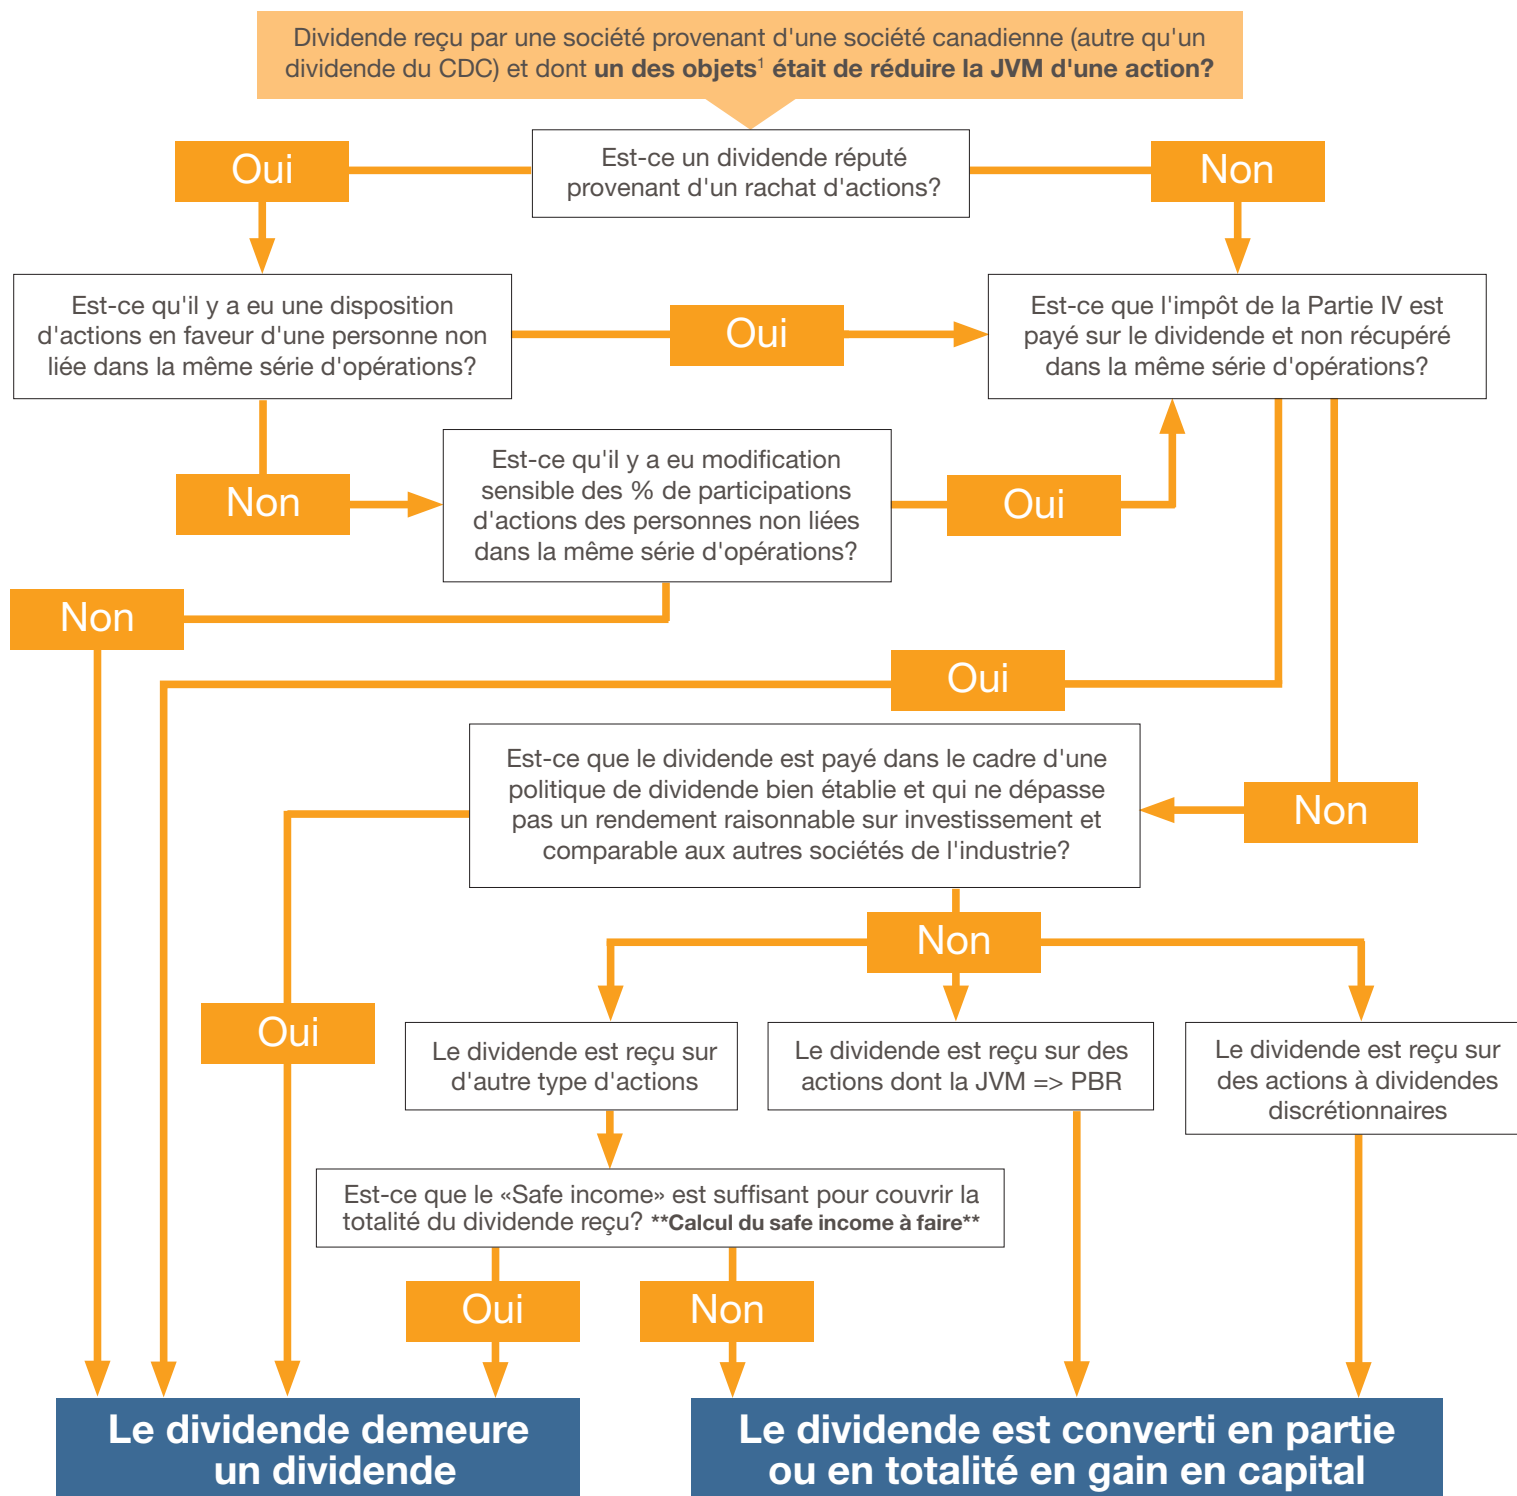 Dividende reçu par une société provenant d'une société canadienne (autre qu'un
dividende du CDC) et dont un des objets¹ était de réduire la JVM d'une action?
Est-ce un dividende réputé
provenant d'un rachat d'actions?
Oui
Non
Est-ce qu'il y a eu une disposition
d'actions en faveur d'une personne non
liée dans la même série d'opérations?
Oui
Est-ce que l'impôt de la Partie IV est
payé sur le dividende et non récupéré
dans la même série d'opérations?
Non
Est-ce qu'il y a eu modification
sensible des % de participations
d'actions des personnes non liées
dans la même série d'opérations?
Oui
Non
Oui
Est-ce que le dividende est payé dans le cadre d'une
politique de dividende bien établie et qui ne dépasse
pas un rendement raisonnable sur investissement et
comparable aux autres sociétés de l'industrie?
Non
Non
Oui
Le dividende est reçu sur
d'autre type d'actions
Le dividende est reçu sur des
actions dont la JVM => PBR
Le dividende est reçu sur
des actions à dividendes
discrétionnaires
Est-ce que le «Safe income» est suffisant pour couvrir la
totalité du dividende reçu? **Calcul du safe income à faire**
Oui
Non
Le dividende demeure
un dividende
Le dividende est converti en partie
ou en totalité en gain en capital